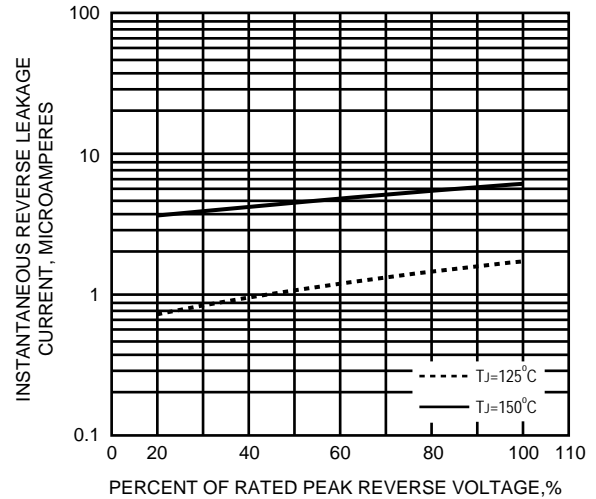 INSTANTANEOUS REVERSE LEAKAGE
CURRENT, MICROAMPERES
100
10
1
0.1
TJ=125°C
TJ=150°C
0 20 40 60 80 100 110
PERCENT OF RATED PEAK REVERSE VOLTAGE,%